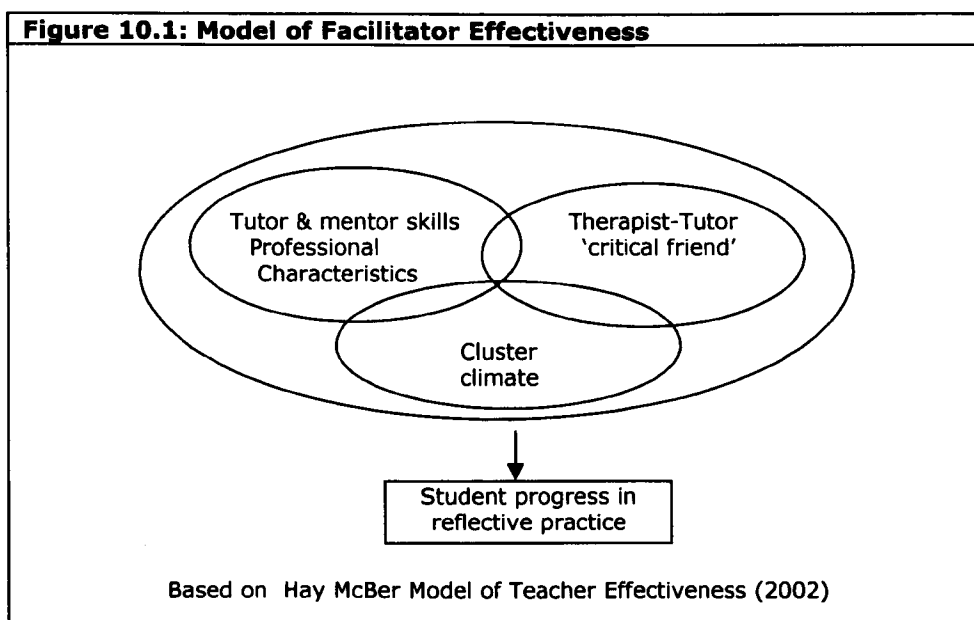 Figure 10.1: Model of Facilitator Effectiveness
Tutor & mentor skills
Professional
Characteristics
Therapist-Tutor
‘critical friend’
Cluster
climate
Student progress in
reflective practice
Based on Hay McBer Model of Teacher Effectiveness (2002)